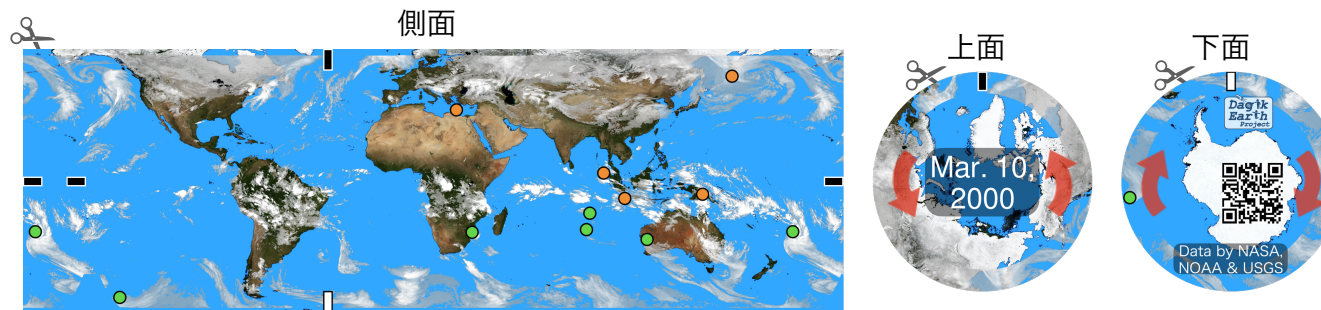 側面
上面
Mar. 10,
2000
下面
Dagik
Earth
Project
Data by NASA,
NOAA & USGS